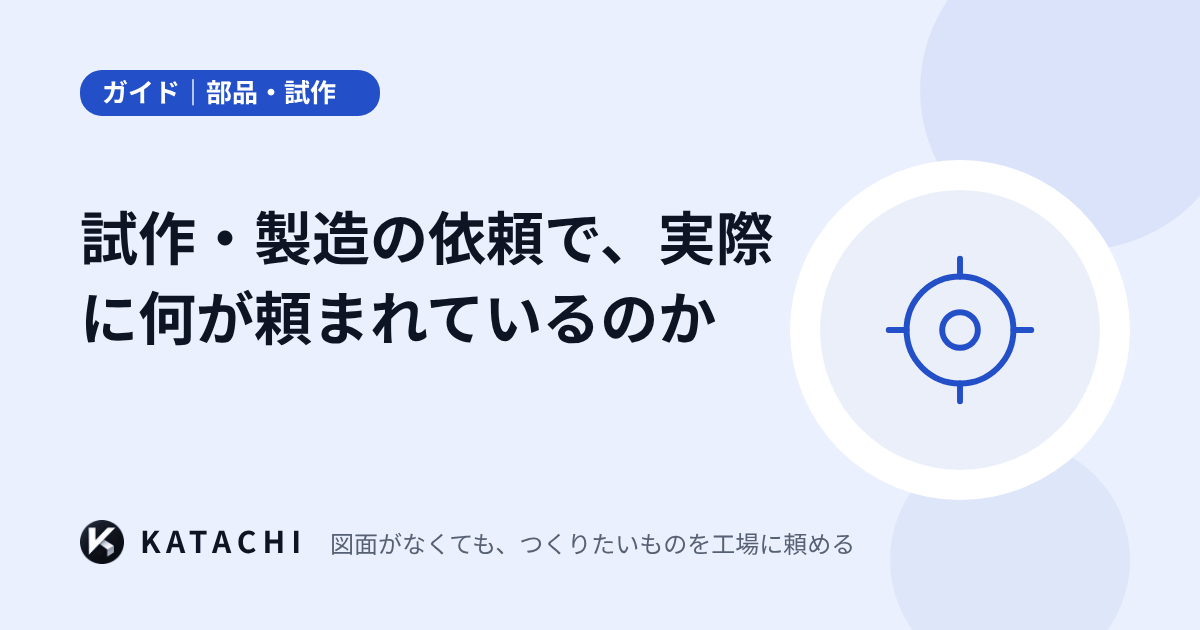 ガイド｜部品・試作
試作・製造の依頼で、実際
に何が頼まれているのか
KATACHI 図面がなくても、つくりたいものを工場に頼める